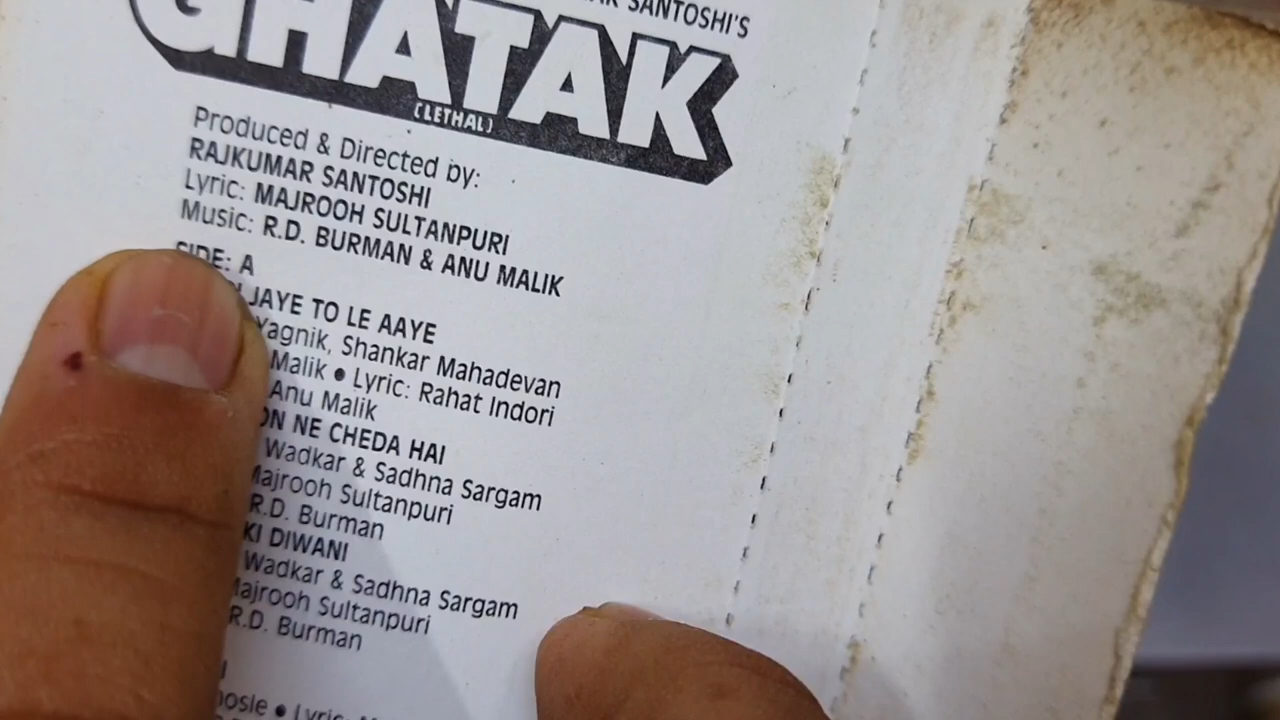 SANTOSHI'S
GHATAK
(LETHAL)
Produced & Directed by:
RAJKUMAR SANTOSHI
Lyric: MAJROOH SULTANPURI
Music: R.D. BURMAN & ANU MALIK
SIDE: A
JAYE TO LE AAYE
Yagnik, Shankar Mahadevan
Malik • Lyric: Rahat Indori
Anu Malik
NE CHEDA HAI
Wadkar & Sadhna Sargam
Majrooh Sultanpuri
R.D. Burman
KI DIWANI
Wadkar & Sadhna Sargam
Majrooh Sultanpuri
R.D. Burman